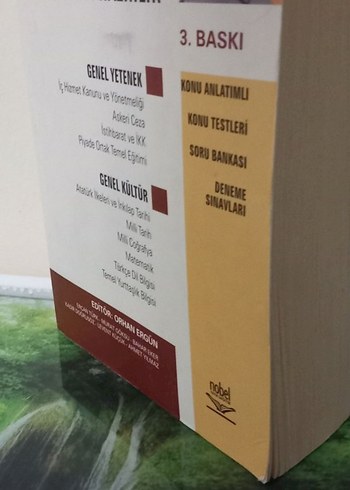 3. BASKI
GENEL YETENEK
İç Hizmet Kanunu ve Yönetmeliği
Askeri Ceza
İstihbarat ve İKK
Piyade Ortak Temel Eğitimi
GENEL KÜLTÜR
Atatürk İlkeleri ve İnkılap Tarihi
Milli Tarih
Milli Coğrafya
Matematik
Türkçe Dil Bilgisi
Temel Yurttaşlık Bilgisi
EDİTÖR: ORHAN ERGÜN
KONU ANLATIMLI
KONU TESTLERİ
SORU BANKASI
DENEME
SINAVLARI
nobel